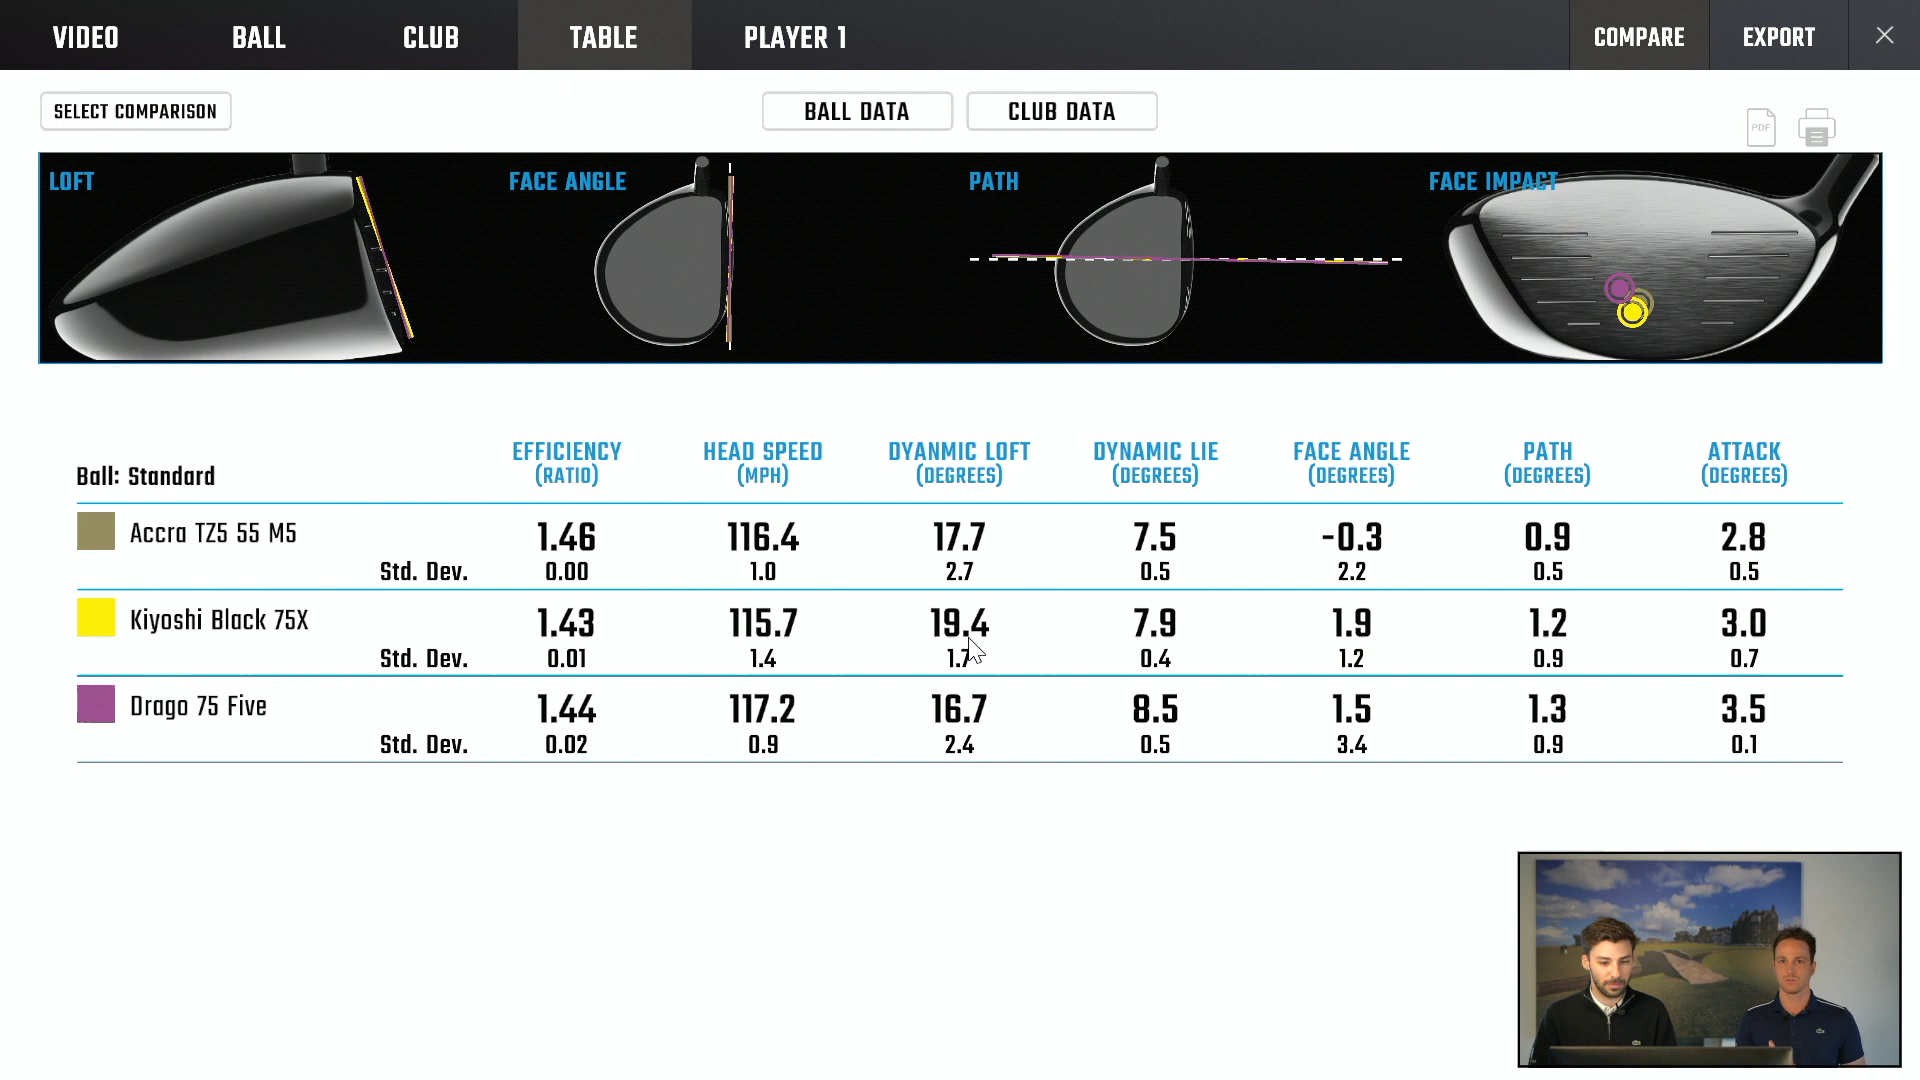 VIDEO BALL CLUB TABLE PLAYER 1 COMPARE EXPORT
SELECT COMPARISON BALL DATA CLUB DATA
PDF
LOFT FACE ANGLE PATH FACE IMPACT
EFFICIENCY HEAD SPEED DYANMIC LOFT DYNAMIC LIE FACE ANGLE PATH ATTACK
Ball: Standard (RATIO) (MPH) (DEGREES) (DEGREES) (DEGREES) (DEGREES) (DEGREES)
Accra TZ5 55 M5 1.46 116.4 17.7 7.5 -0.3 0.9 2.8
Std. Dev. 0.00 1.0 2.7 0.5 2.2 0.5 0.5
Kiyoshi Black 75X 1.43 115.7 19.4 7.9 1.9 1.2 3.0
Std. Dev. 0.01 1.4 1.7 0.4 1.2 0.9 0.7
Drago 75 Five 1.44 117.2 16.7 8.5 1.5 1.3 3.5
Std. Dev. 0.02 0.9 2.4 0.5 3.4 0.9 0.1